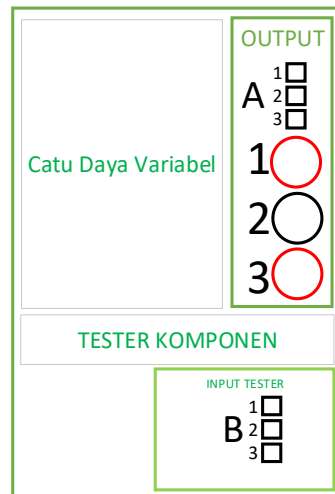 OUTPUT
A
1
2
3
Catu Daya Variabel
1
2
3
TESTER KOMPONEN
INPUT TESTER
B
1
2
3